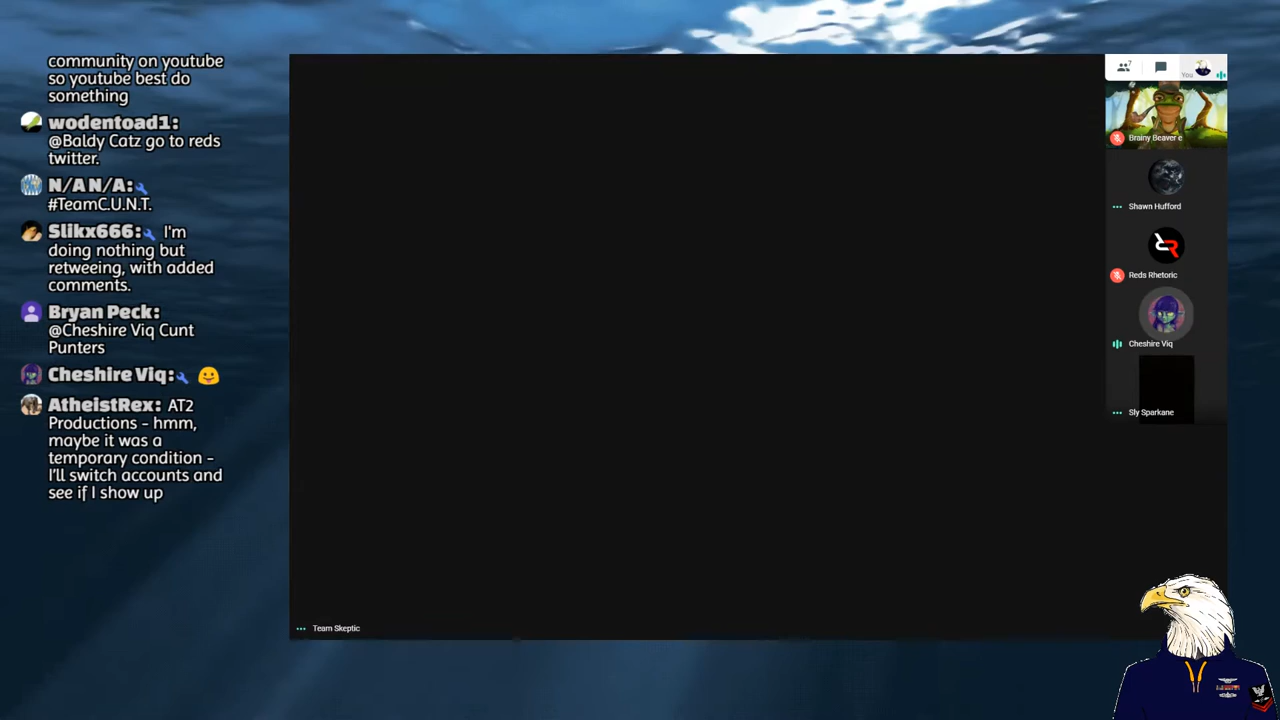 community on youtube
so youtube best do
something
wodentoad1:
@Baldy Catz go to reds
twitter.
N/A N/A:
#TeamC.U.N.T.
Slikx666: I'm
doing nothing but
retweeing, with added
comments.
Bryan Peck:
@Cheshire Viq Cunt
Punters
Cheshire Viq:
AtheistRex: AT2
Productions - hmm,
maybe it was a
temporary condition -
I'll switch accounts and
see if I show up
7
You
Brainy Beaver e
Shawn Hufford
Reds Rhetoric
Cheshire Viq
Sly Sparkane
Team Skeptic